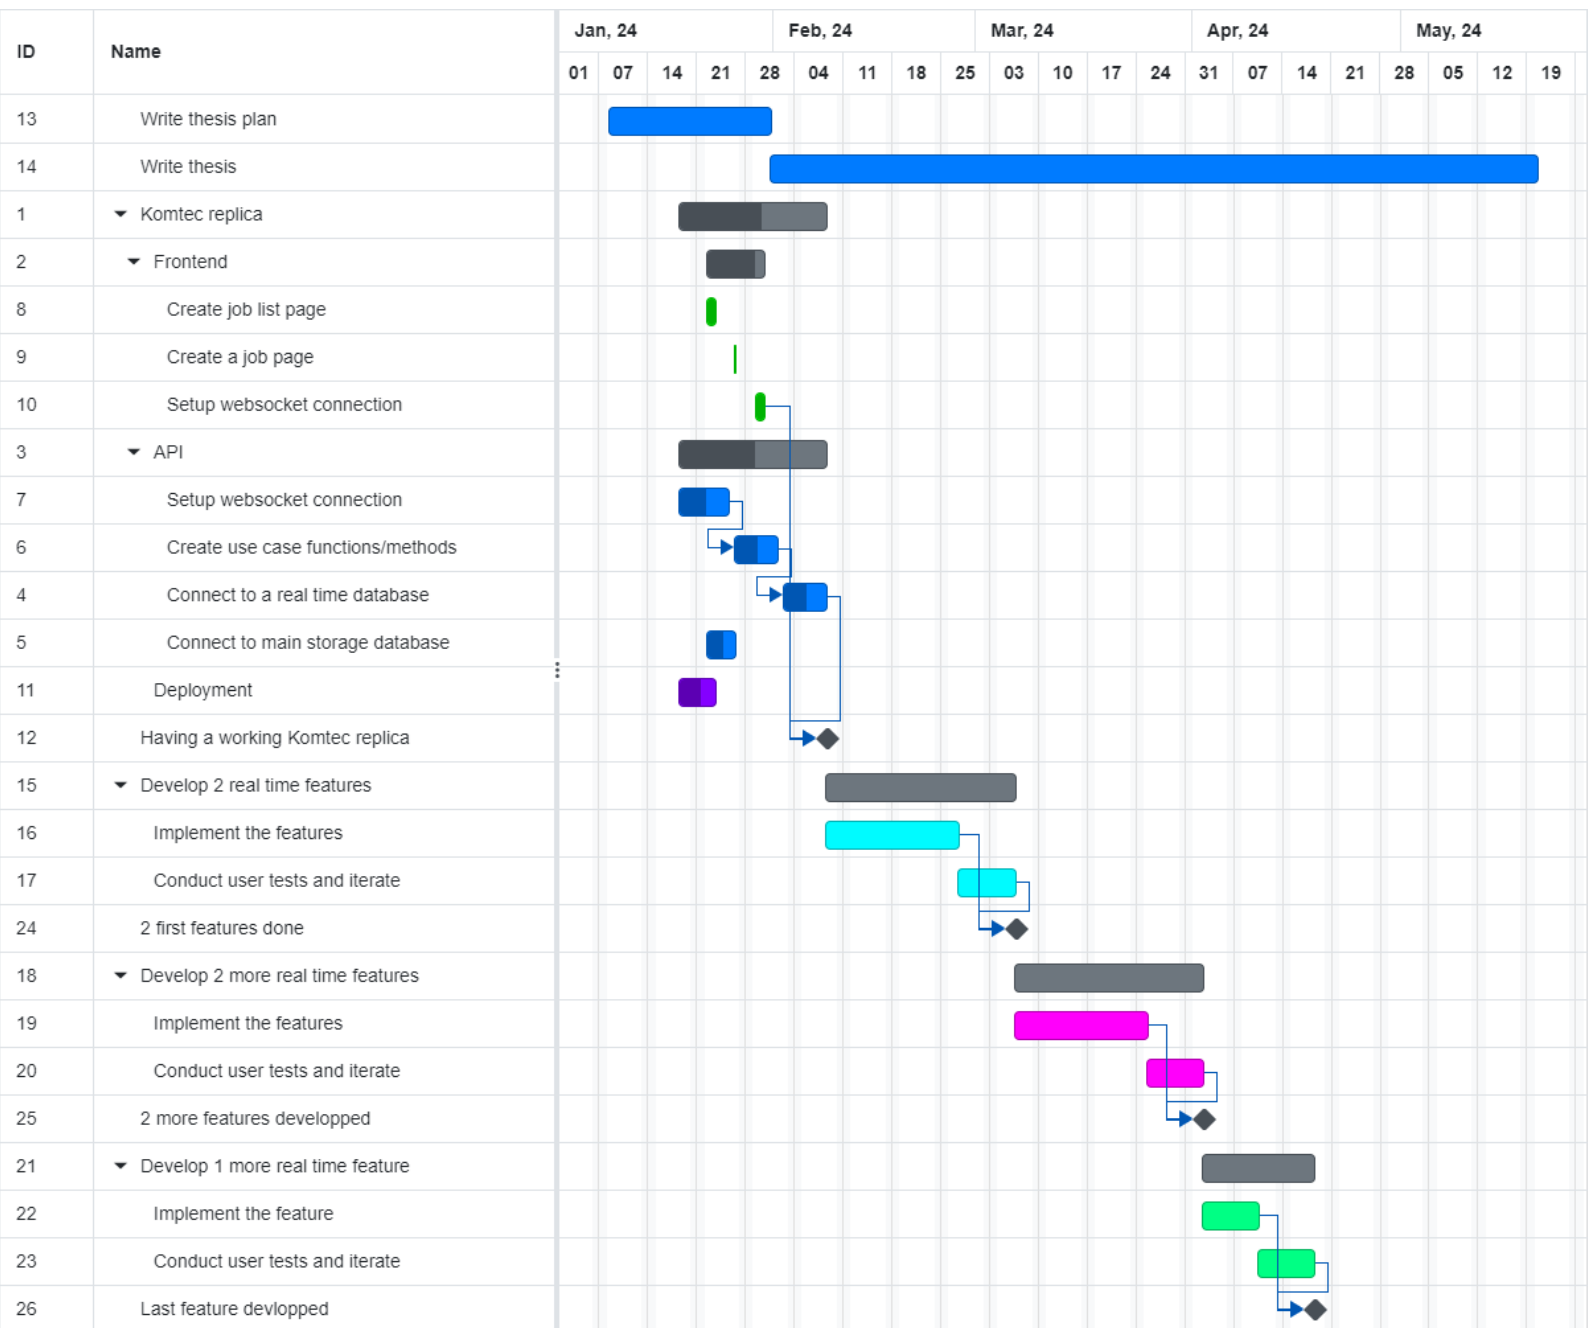 ID Name Jan, 24 Feb, 24 Mar, 24 Apr, 24 May, 24
01 07 14 21 28 04 11 18 25 03 10 17 24 31 07 14 21 28 05 12 19
13 Write thesis plan
14 Write thesis
1 Komtec replica
2 Frontend
8 Create job list page
9 Create a job page
10 Setup websocket connection
3 API
7 Setup websocket connection
6 Create use case functions/methods
4 Connect to a real time database
5 Connect to main storage database
11 Deployment
12 Having a working Komtec replica
15 Develop 2 real time features
16 Implement the features
17 Conduct user tests and iterate
24 2 first features done
18 Develop 2 more real time features
19 Implement the features
20 Conduct user tests and iterate
25 2 more features developped
21 Develop 1 more real time feature
22 Implement the feature
23 Conduct user tests and iterate
26 Last feature devlopped